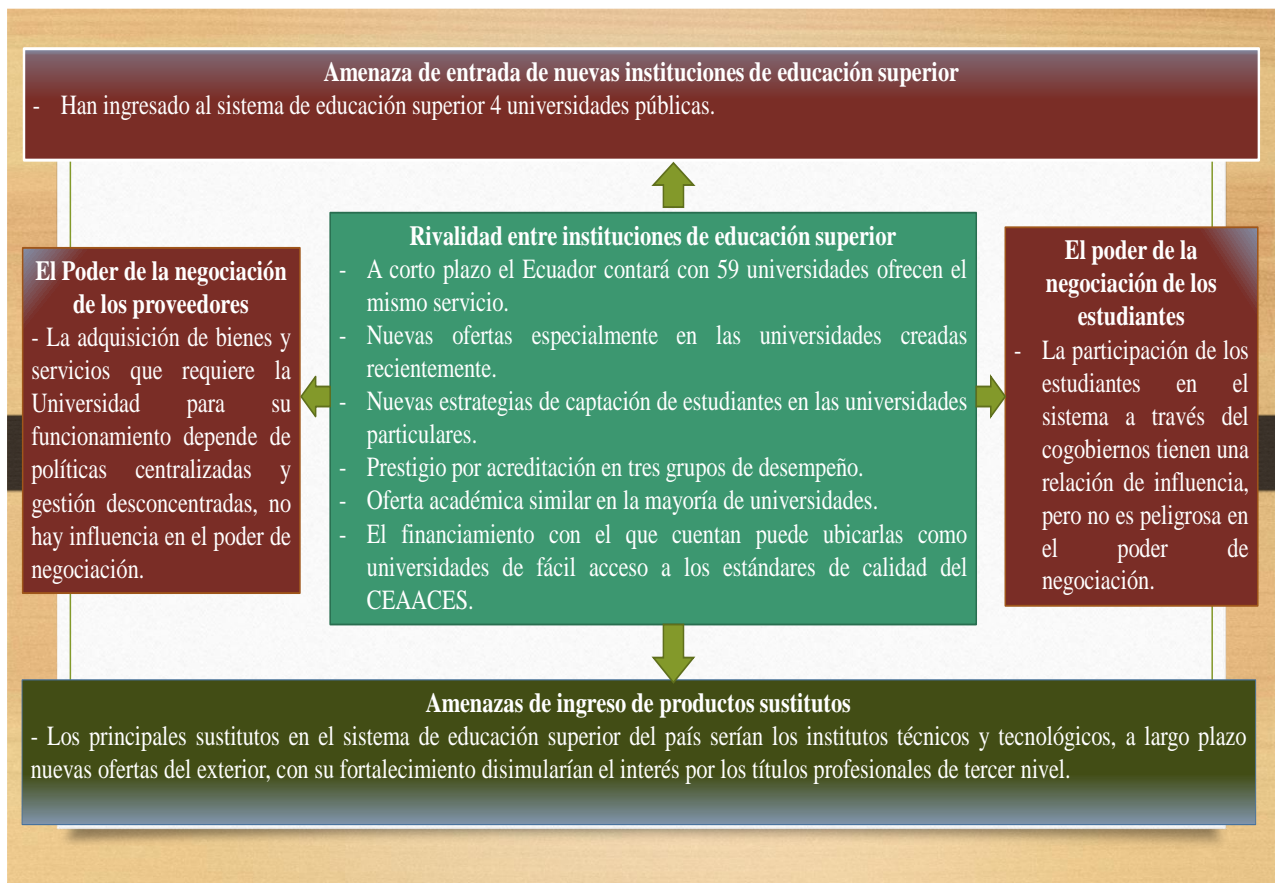 Amenaza de entrada de nuevas instituciones de educación superior
- Han ingresado al sistema de educación superior 4 universidades públicas.
El Poder de la negociación
de los proveedores
- La adquisición de bienes y
servicios que requiere la
Universidad para su
funcionamiento depende de
políticas centralizadas y
gestión desconcentradas, no
hay influencia en el poder de
negociación.
Rivalidad entre instituciones de educación superior
- A corto plazo el Ecuador contará con 59 universidades ofrecen el
mismo servicio.
- Nuevas ofertas especialmente en las universidades creadas
recientemente.
- Nuevas estrategias de captación de estudiantes en las universidades
particulares.
- Prestigio por acreditación en tres grupos de desempeño.
- Oferta académica similar en la mayoría de universidades.
- El financiamiento con el que cuentan puede ubicarlas como
universidades de fácil acceso a los estándares de calidad del
CEAACES.
El poder de la
negociación de los
estudiantes
- La participación de los
estudiantes en el
sistema a través del
cogobiernos tienen una
relación de influencia,
pero no es peligrosa en
el poder de
negociación.
Amenazas de ingreso de productos sustitutos
- Los principales sustitutos en el sistema de educación superior del país serían los institutos técnicos y tecnológicos, a largo plazo
nuevas ofertas del exterior, con su fortalecimiento disimularían el interés por los títulos profesionales de tercer nivel.